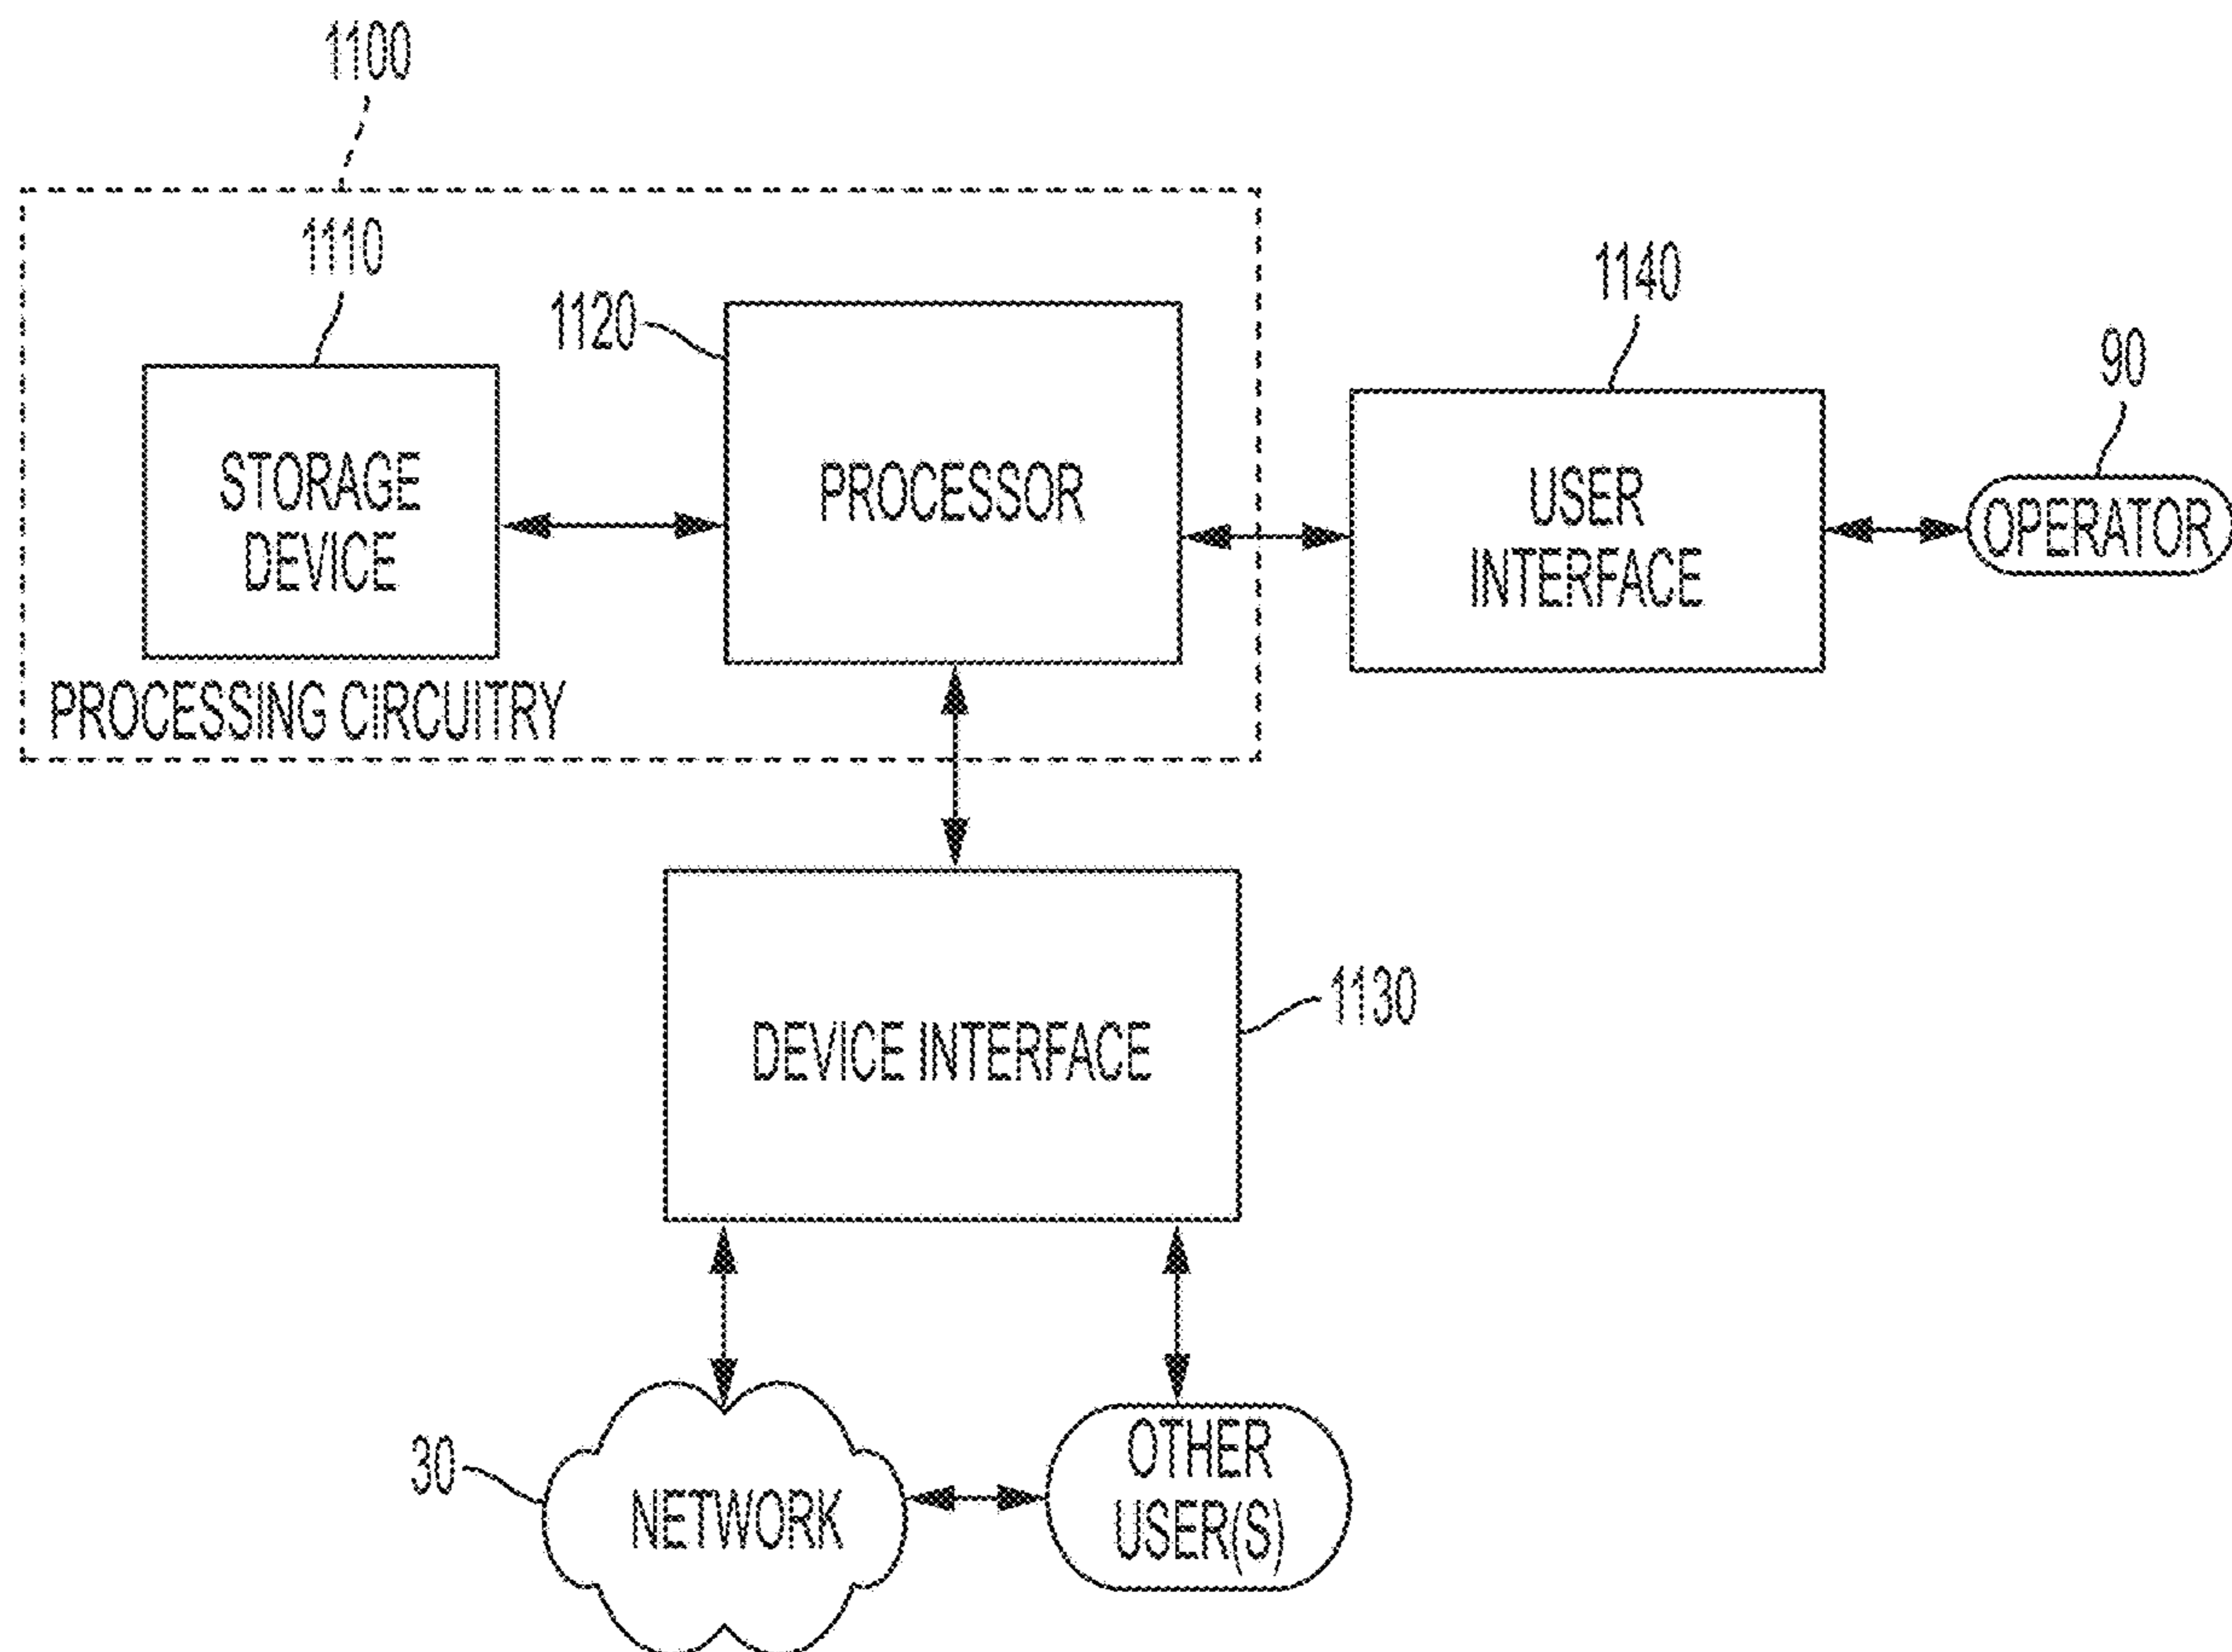 1100
1110
1120
1140
90
STORAGE
DEVICE
PROCESSOR
USER
INTERFACE
OPERATOR
PROCESSING CIRCUITRY
DEVICE INTERFACE
1130
30
NETWORK
OTHER
USER(S)